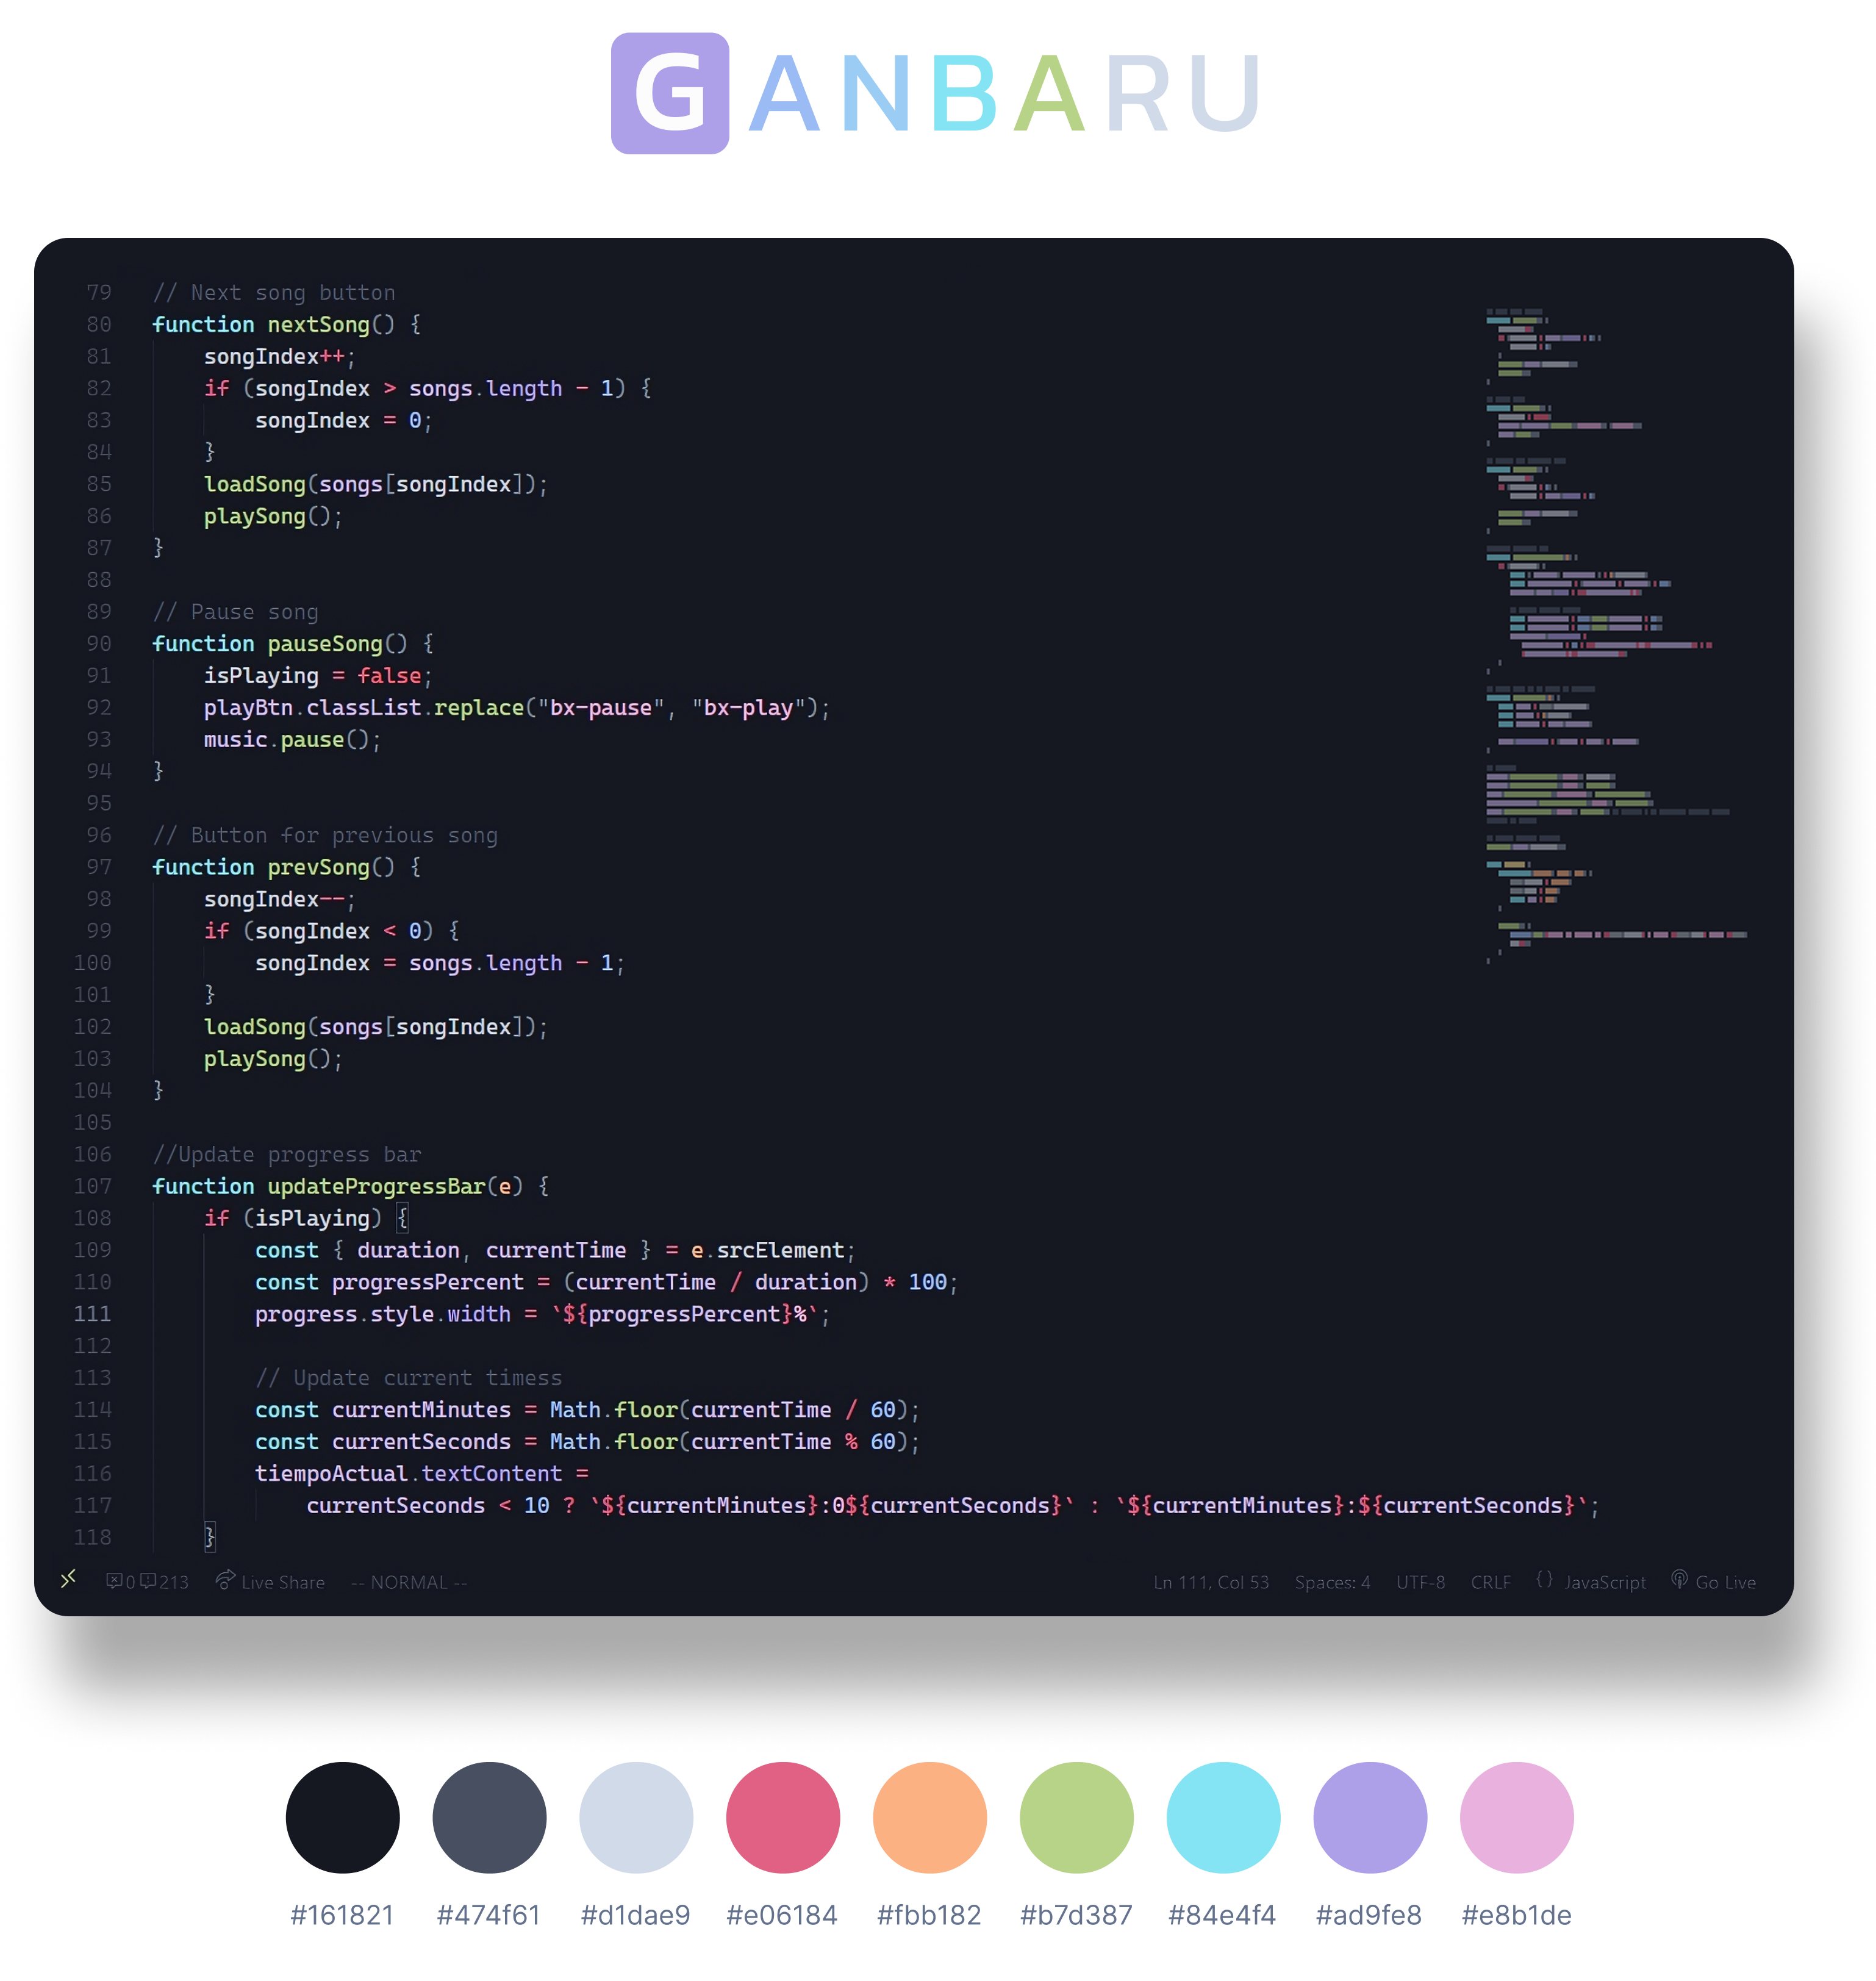 GANBARU
79 // Next song button
80 function nextSong() {
81     songIndex++;
82     if (songIndex > songs.length - 1) {
83         songIndex = 0;
84     }
85     loadSong(songs[songIndex]);
86     playSong();
87 }
88
89 // Pause song
90 function pauseSong() {
91     isPlaying = false;
92     playBtn.classList.replace("bx-pause", "bx-play");
93     music.pause();
94 }
95
96 // Button for previous song
97 function prevSong() {
98     songIndex--;
99     if (songIndex < 0) {
100         songIndex = songs.length - 1;
101     }
102     loadSong(songs[songIndex]);
103     playSong();
104 }
105
106 //Update progress bar
107 function updateProgressBar(e) {
108     if (isPlaying) {
109         const { duration, currentTime } = e.srcElement;
110         const progressPercent = (currentTime / duration) * 100;
111         progress.style.width = `${progressPercent}%`;
112
113         // Update current timess
114         const currentMinutes = Math.floor(currentTime / 60);
115         const currentSeconds = Math.floor(currentTime % 60);
116         tiempoActual.textContent =
117             currentSeconds < 10 ? `${currentMinutes}:0${currentSeconds}` : `${currentMinutes}:${currentSeconds}`;
118     }
0 213 Live Share -- NORMAL -- Ln 111, Col 53 Spaces: 4 UTF-8 CRLF {} JavaScript Go Live
#161821 #474f61 #d1dae9 #e06184 #fbb182 #b7d387 #84e4f4 #ad9fe8 #e8b1de